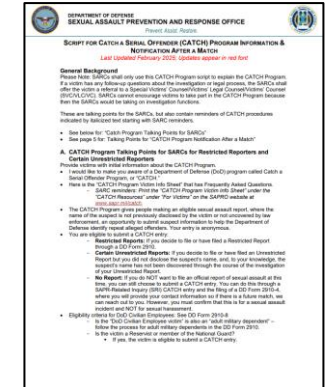 DEPARTMENT OF DEFENSE
SEXUAL ASSAULT PREVENTION AND RESPONSE OFFICE
Prevent. Assist. Restore.
SCRIPT FOR CATCH A SERIAL OFFENDER (CATCH) PROGRAM INFORMATION &
NOTIFICATION AFTER A MATCH
Last Updated February 2025; Updates appear in red font
General Background
Please Note: SARCs shall only use the CATCH Program script to explain the CATCH Program.
If a victim has any questions about the investigation or legal process, the SARCs shall
offer the victim a referral to a Special Victims' Counsel/Victims' Legal Counsel/Victims' Counsel
(SVC/VLC/VC). SARCs cannot encourage victims to take part in the CATCH Program because
then the SARCs would be taking on investigation functions.
These are talking points for the SARCs, but also contain reminders of CATCH procedures
indicated by italicized text starting with SARC reminders.
• See below for: "Catch Program Talking Points for SARCs"
• See page 5 for: Talking Points for "CATCH Program Notification After a Match"
A. CATCH Program Talking Points for SARCs for Restricted Reporters and
Certain Unrestricted Reporters
Provide victims with initial information about the CATCH Program.
• I would like to make you aware of a Department of Defense (DoD) program called Catch a
Serial Offender Program, or "CATCH."
• Here is the "CATCH Program Victim Info Sheet" that has Frequently Asked Questions.
- SARC reminders: Print the "CATCH Program Victim Info Sheet" under the
"CATCH Resources" under "For Victims" on the SAPRO website at
www.sapr.mil/catch
• The CATCH Program gives people making an eligible sexual assault report, where the
name of the suspect is not previously disclosed by the victim or not uncovered by law
enforcement, an opportunity to submit suspect information to help the Department of
Defense identify repeat alleged offenders. Your entry is anonymous.
• You are eligible to submit a CATCH entry:
- Restricted Reports: If you decide to file or have filed a Restricted Report
through a DD Form 2910.
- Certain Unrestricted Reports: If you decide to file or have filed an Unrestricted
Report but you did not disclose the suspect's name, and, to your knowledge, the
suspect's name has not been discovered through the course of the investigation
of your Unrestricted Report.
- No Report: If you do NOT want to file an official report of sexual assault at this
time, you can still choose to submit a CATCH entry. You can do this through a
SAPR-Related Inquiry (SRI) CATCH entry and the filing of a DD Form 2910-4,
where you will provide your contact information so if there is a future match, we
can reach out to you. However, you must confirm that this is for a sexual assault
incident and NOT for sexual harassment.
• Eligibility criteria for DoD Civilian Employees: See DD Form 2910-8
- Is the "DoD Civilian Employee victim" is also an "adult military dependent" –
follow the process for adult military dependents in the DD Form 2910.
- Is the victim a Reservist or member of the National Guard?
• If yes, the victim is eligible to submit a CATCH entry.